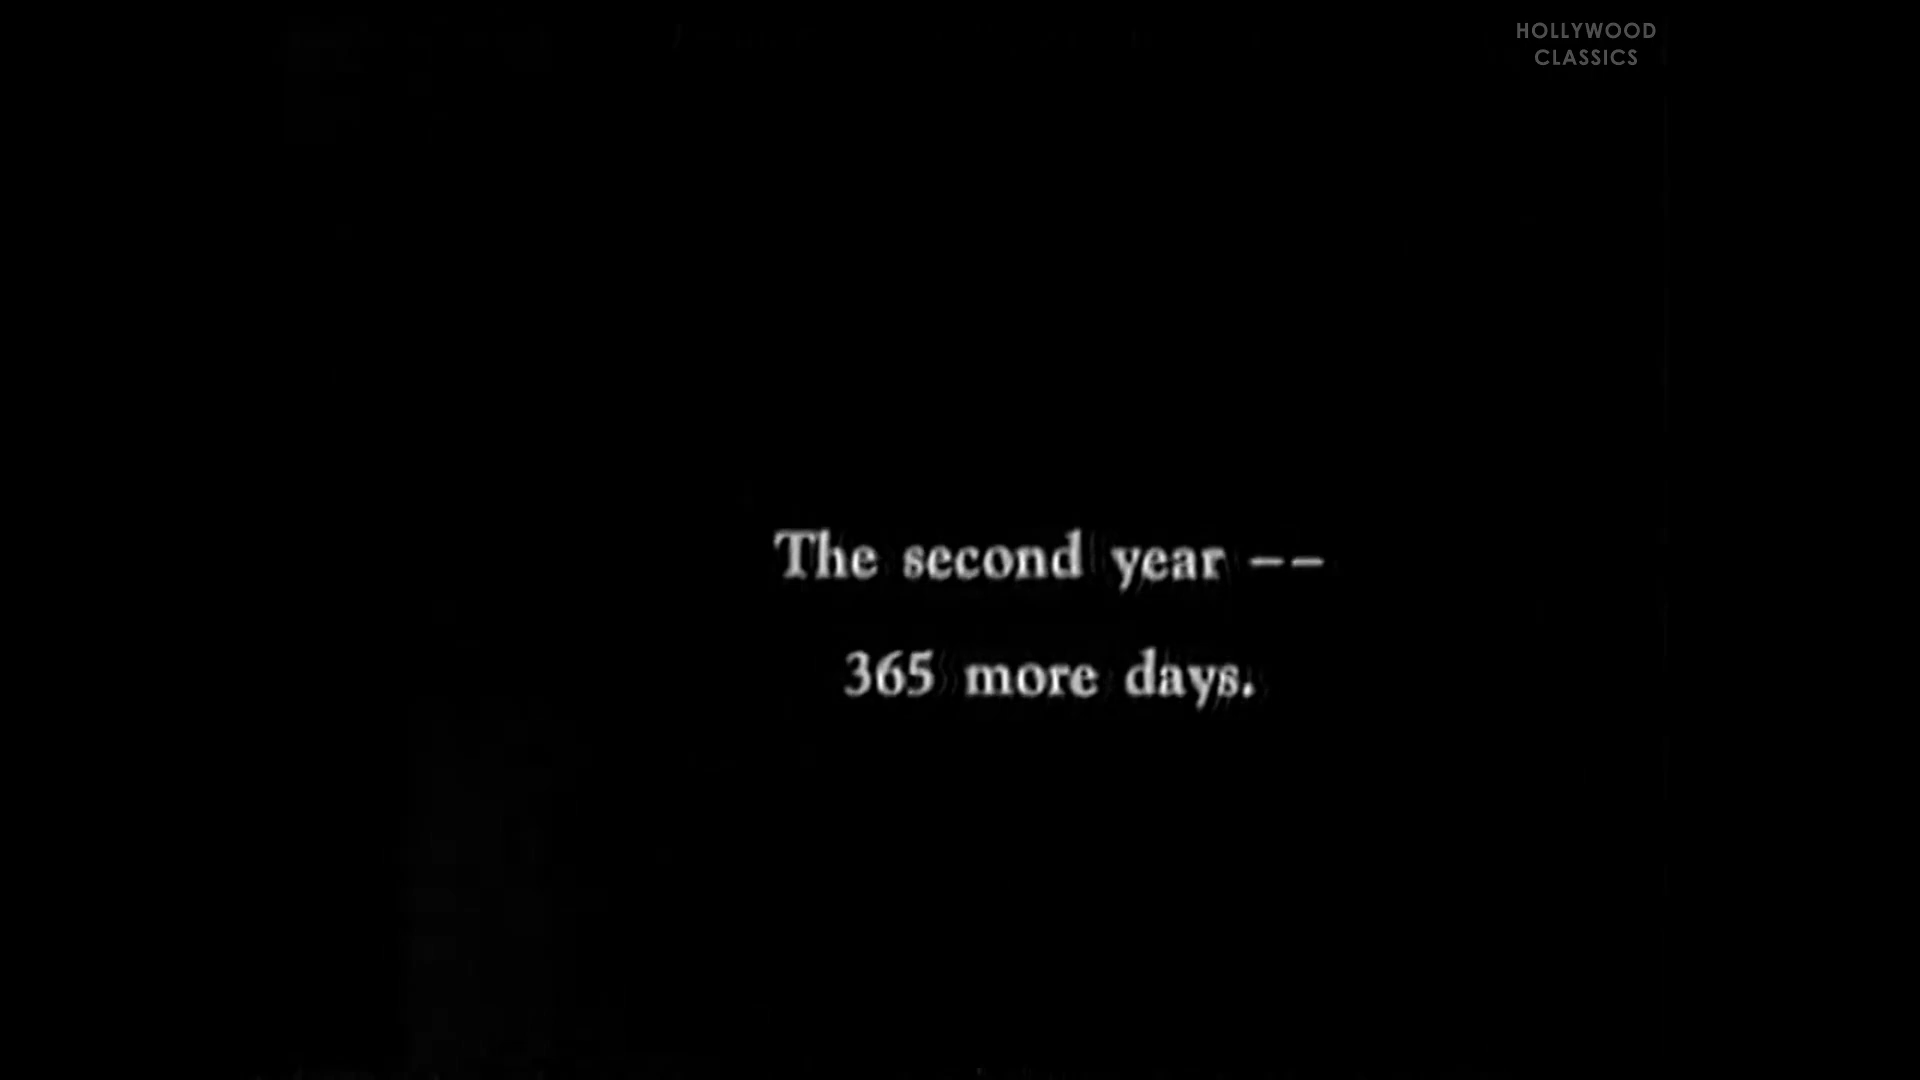 HOLLYWOOD
CLASSICS
The second year --
365 more days.